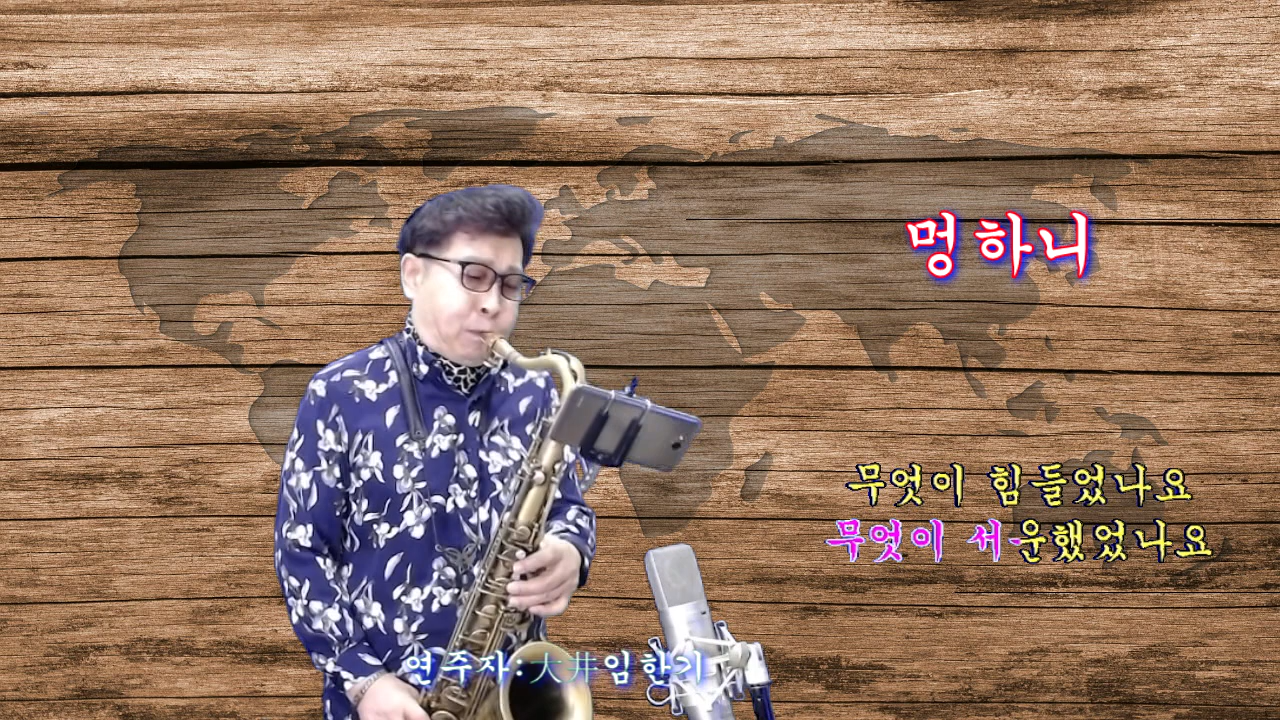 멍하니
무엇이 힘들었나요
무엇이 서운했었나요
연주자:大井임한기